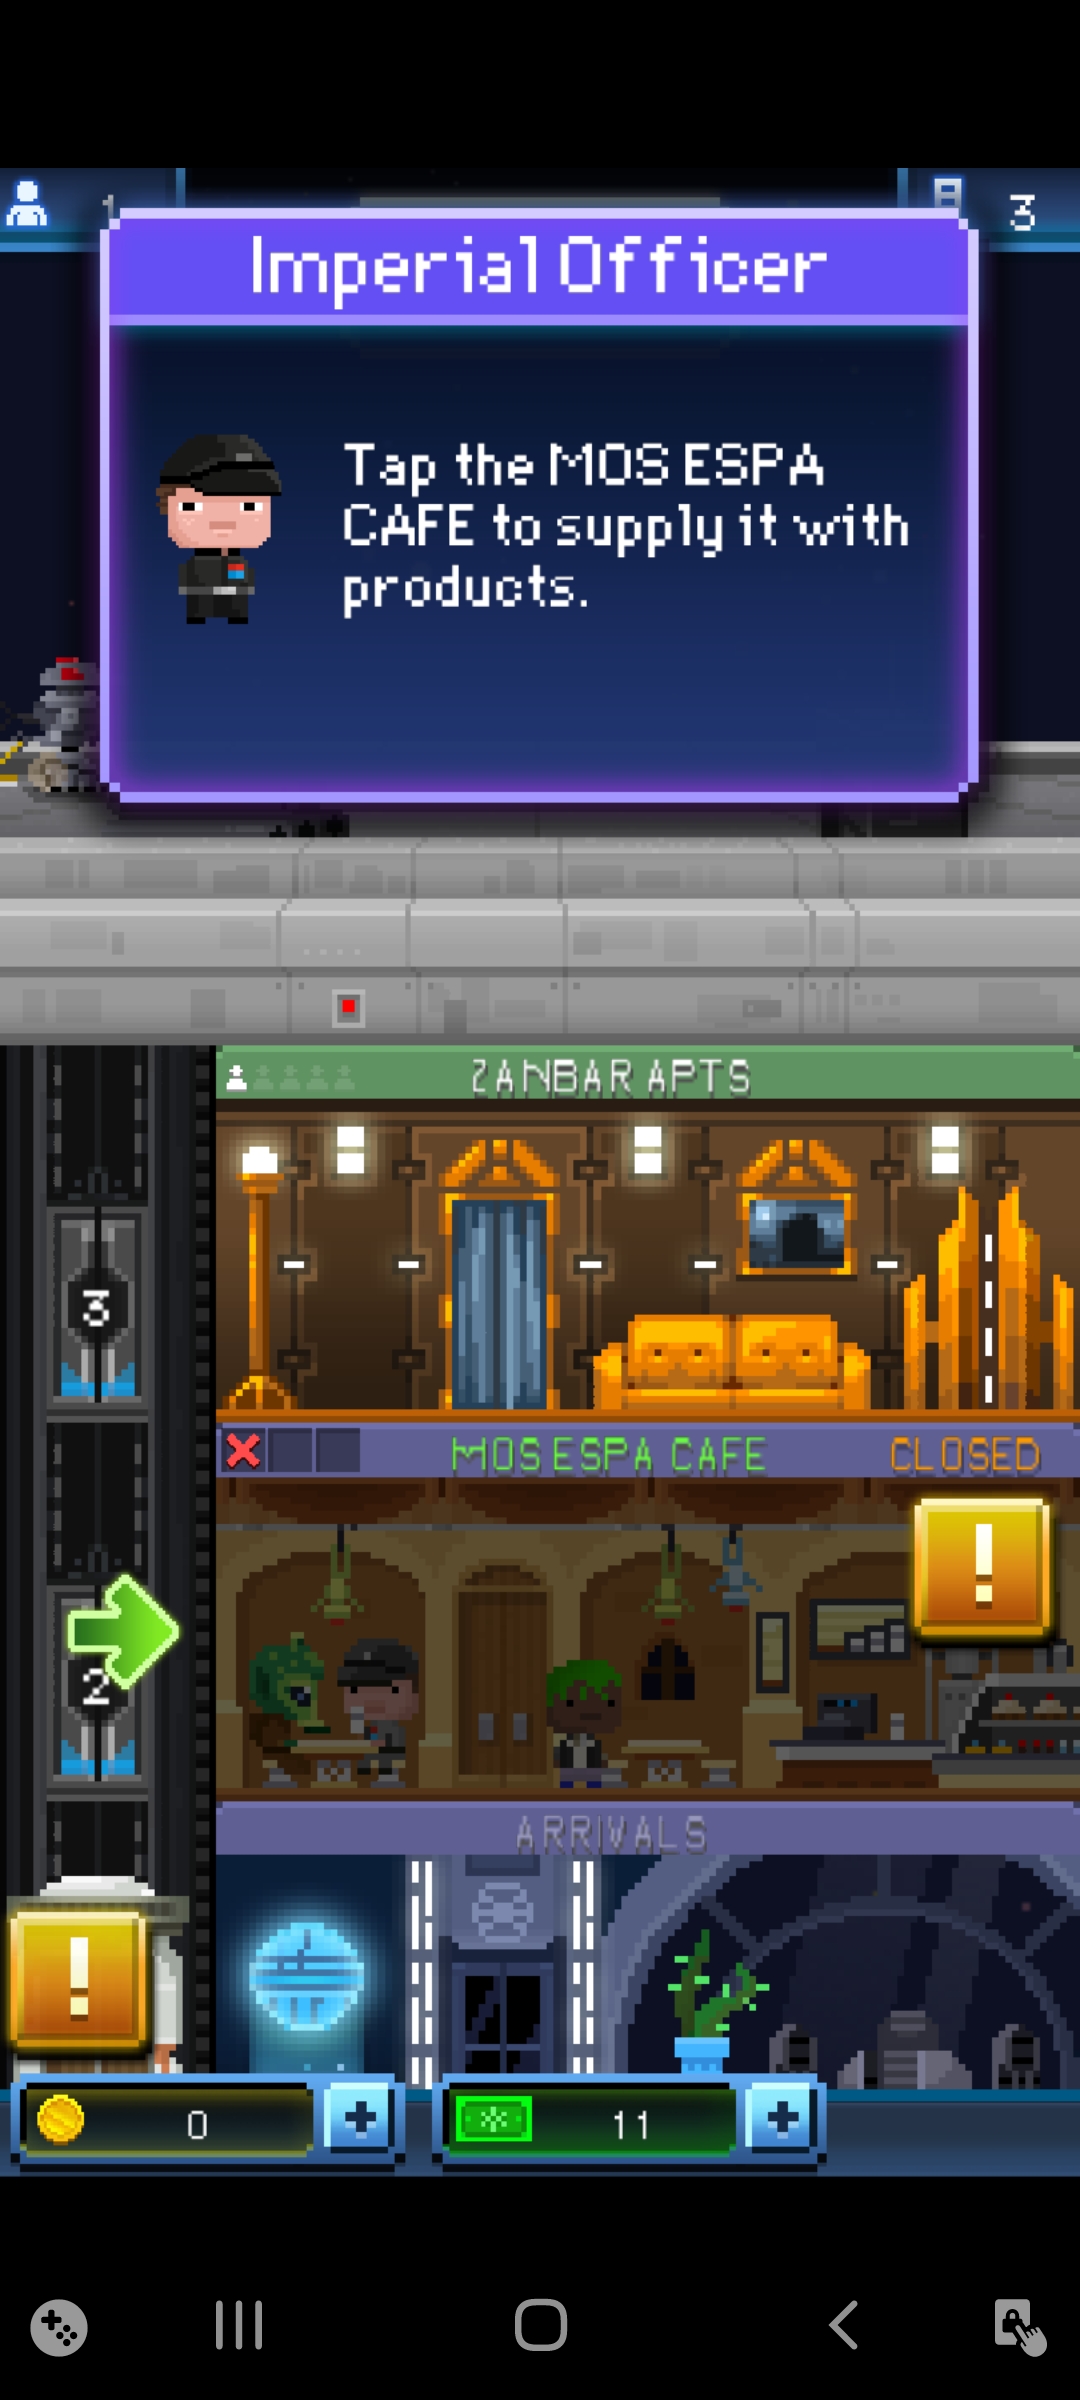 1
3
Imperial Officer
Tap the MOS ESPA
CAFE to supply it with
products.
ZANBAR APTS
3
MOS ESPA CAFE CLOSED
!
2
ARRIVALS
!
0
11